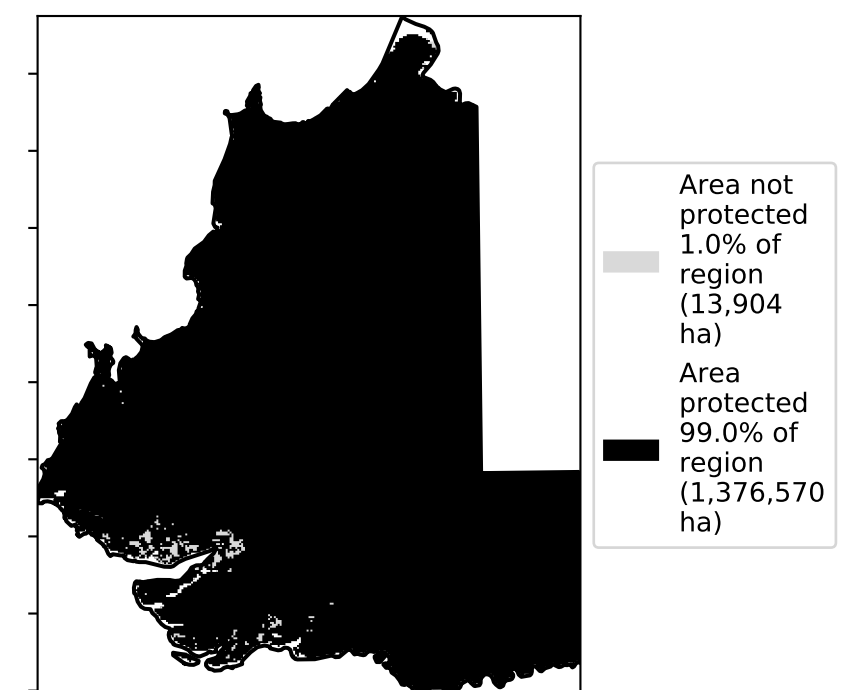 Area not
protected
1.0% of
region
(13,904
ha)
Area
protected
99.0% of
region
(1,376,570
ha)